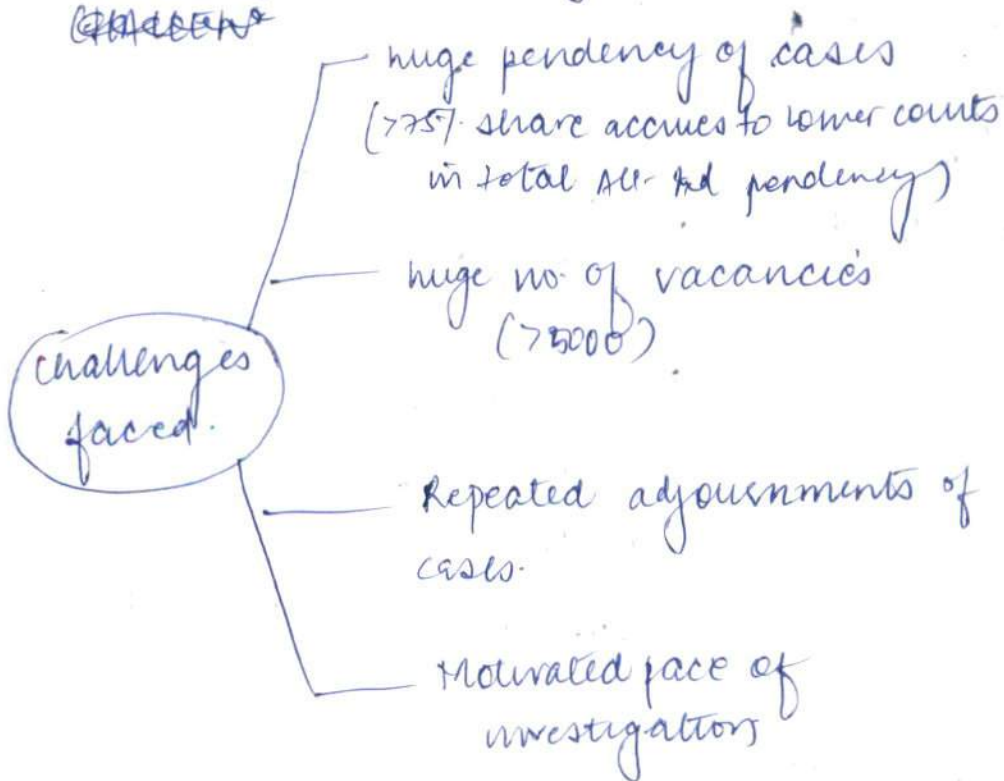 huge pendency of cases
(>75% share accrues to lower courts
in total All-Ind pendency)
huge no. of vacancies
(>5000)
challenges
faced.
Repeated adjournments of
cases.
Motivated pace of
investigations